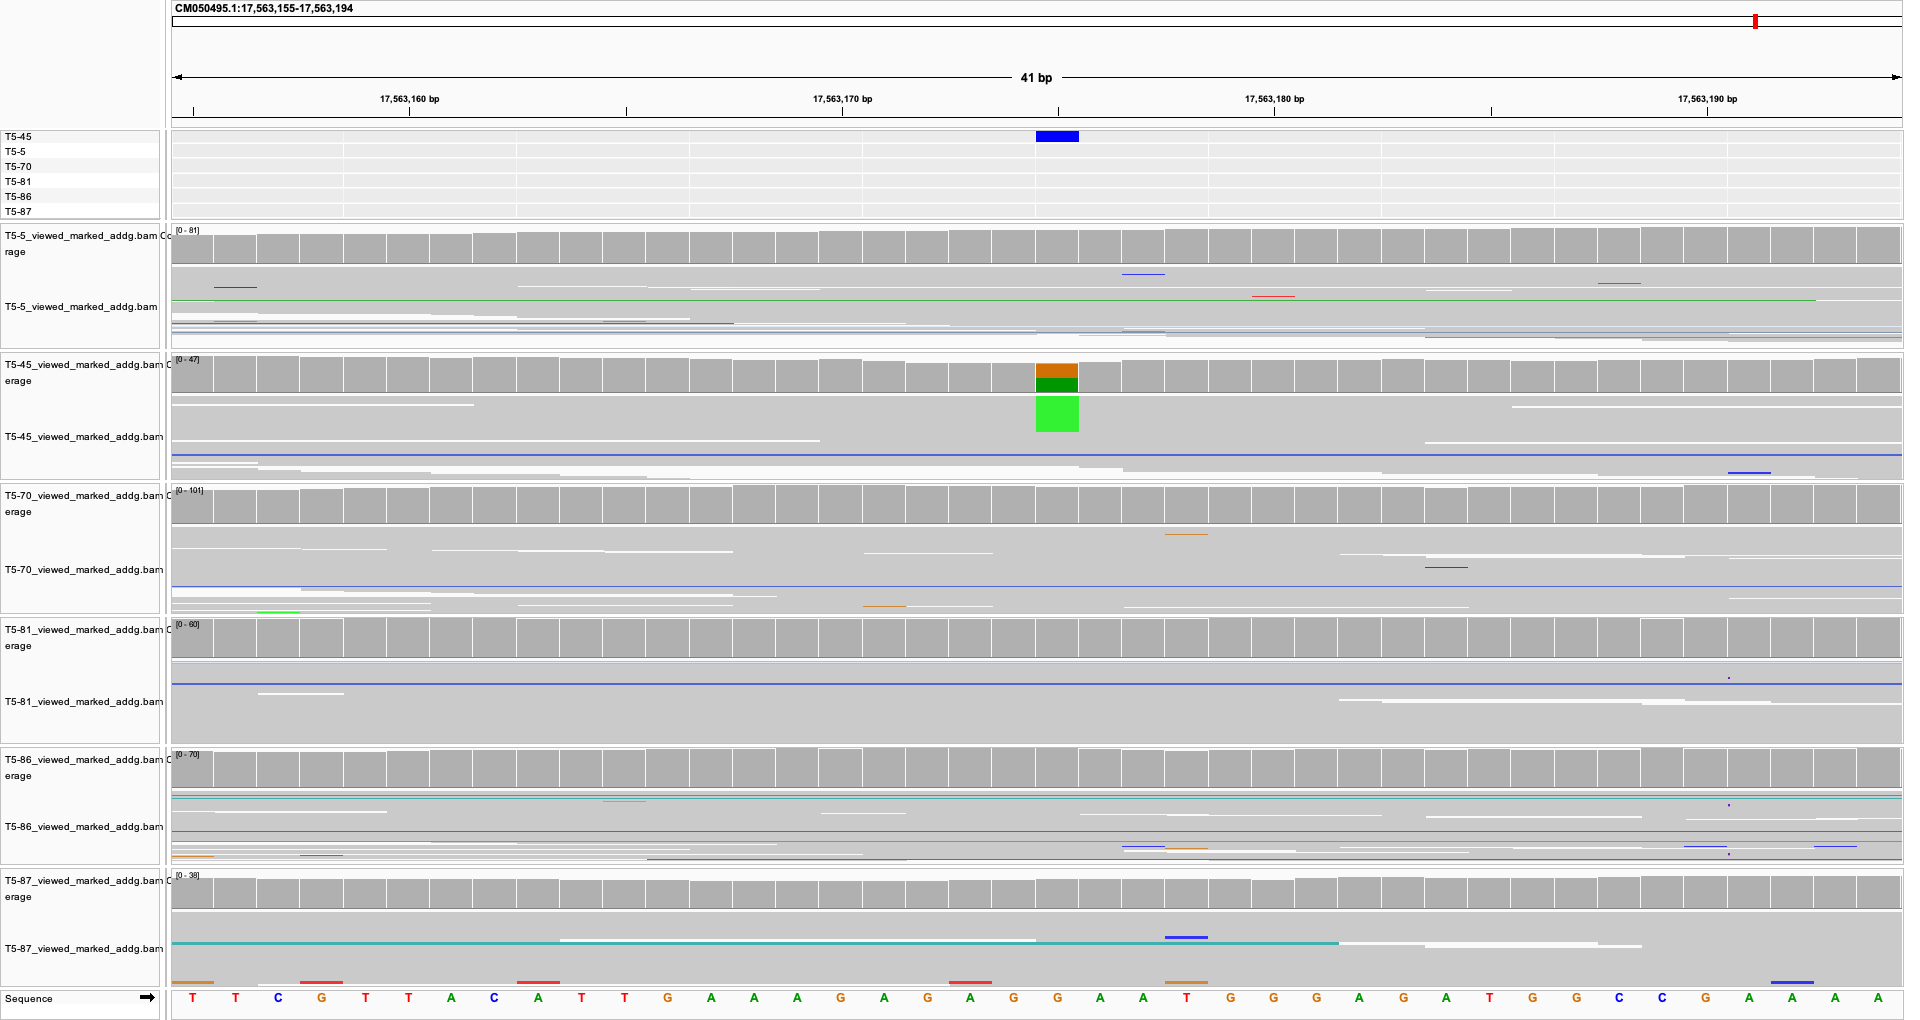 CM050495.1:17,563,155-17,563,194
41 bp
17,563,160 bp 17,563,170 bp 17,563,180 bp 17,563,190 bp
T5-45
T5-5
T5-70
T5-81
T5-86
T5-87
T5-5_viewed_marked_addg.bam Co
rage
[0 - 81]
T5-5_viewed_marked_addg.bam
T5-45_viewed_marked_addg.bam C
erage
[0 - 47]
T5-45_viewed_marked_addg.bam
T5-70_viewed_marked_addg.bam C
erage
[0 - 101]
T5-70_viewed_marked_addg.bam
T5-81_viewed_marked_addg.bam C
erage
[0 - 60]
T5-81_viewed_marked_addg.bam
T5-86_viewed_marked_addg.bam C
erage
[0 - 70]
T5-86_viewed_marked_addg.bam
T5-87_viewed_marked_addg.bam C
erage
[0 - 38]
T5-87_viewed_marked_addg.bam
Sequence T T C G T T A C A T T G A A A G A G A G G A A T G G G A G A T G G C C G A A A A